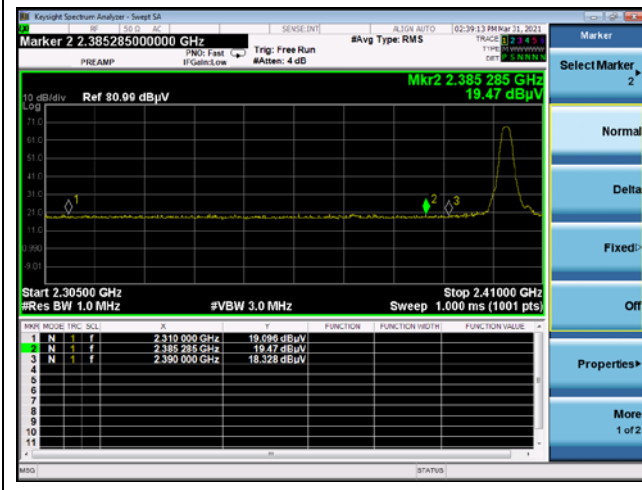 Keysight Spectrum Analyzer - Swept SA
RF 50 Ω AC SENSE:INT ALIGN AUTO 02:39:13 PM Mar 31, 2021
Marker 2 2.385285000000 GHz
PREAMP
PNO: Fast
IFGain:Low
Trig: Free Run
#Atten: 4 dB
#Avg Type: RMS
TRACE 1 2 3 4 5 6
TYPE
DET P S N N N N
Mkr2 2.385 285 GHz
19.47 dBµV
10 dB/div Ref 80.99 dBµV
Log
71.0
61.0
51.0
41.0
31.0
21.0
11.0
0.990
-9.01
1
2
3
Start 2.30500 GHz Stop 2.41000 GHz
#Res BW 1.0 MHz #VBW 3.0 MHz Sweep 1.000 ms (1001 pts)
MKR MODE TRC SCL X Y FUNCTION FUNCTION WIDTH FUNCTION VALUE
1 N 1 f 2.310 000 GHz 19.096 dBµV
2 N 1 f 2.385 285 GHz 19.47 dBµV
3 N 1 f 2.390 000 GHz 18.328 dBµV
4
5
6
7
8
9
10
11
MSG STATUS
Marker
Select Marker
2
Normal
Delta
Fixed
Off
Properties
More
1 of 2